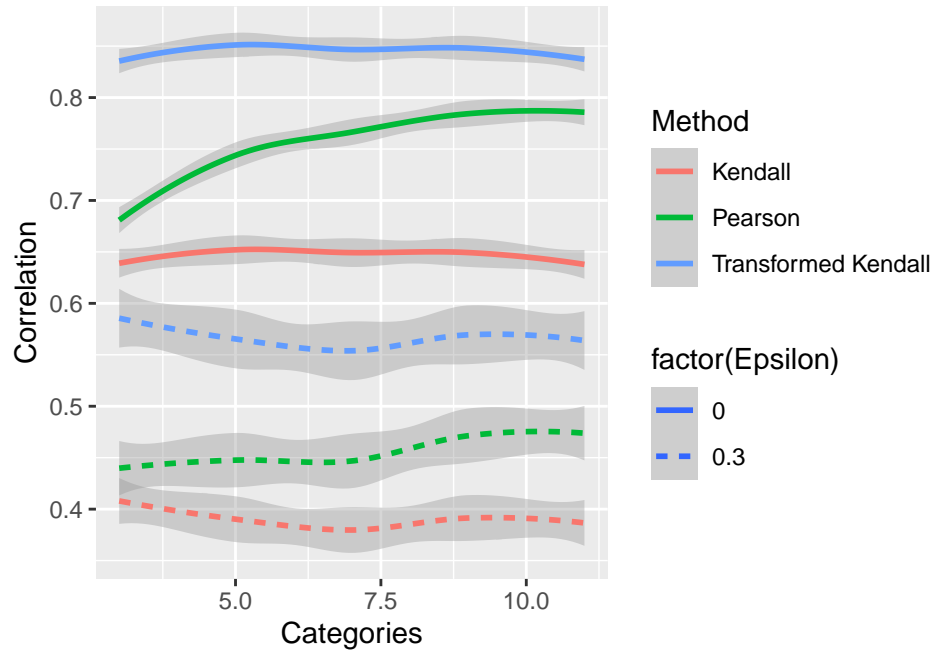 0.8
0.7
0.6
0.5
0.4
Correlation
5.0
7.5
10.0
Categories
Method
Kendall
Pearson
Transformed Kendall
factor(Epsilon)
0
0.3